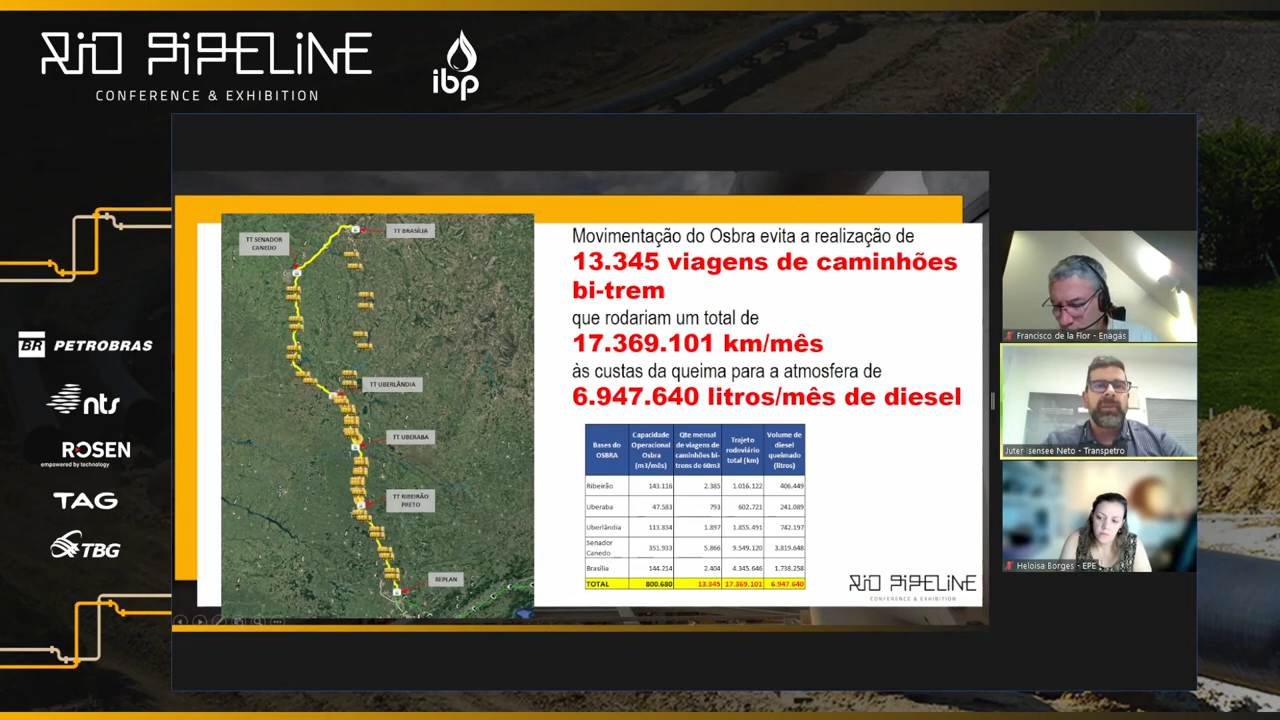 RIO PIPELINE
CONFERENCE & EXHIBITION
ibp
BR PETROBRAS
nts
ROSEN
empowered by technology
TAG
TBG
TT SENADOR
CANEDO
TT BRASÍLIA
TT UBERLÂNDIA
TT UBERABA
TT RIBEIRÃO
PRETO
REPLAN
Movimentação do Osbra evita a realização de
13.345 viagens de caminhões
bi-trem
que rodariam um total de
17.369.101 km/mês
às custas da queima para a atmosfera de
6.947.640 litros/mês de diesel
Bases do OSBRA Capacidade Operacional Osbra (m3/mês) Qte mensal de viagens de caminhões bi-trens de 60m3 Trajeto rodoviário total (km) Volume de diesel queimado (litros)
Ribeirão 143.116 2.385 1.016.122 406.449
Uberaba 47.583 793 602.721 241.089
Uberlândia 113.834 1.897 1.855.491 742.197
Senador Canedo 351.933 5.866 9.549.120 3.819.648
Brasília 144.214 2.404 4.345.646 1.738.258
TOTAL 800.680 13.345 17.369.101 6.947.640
RIO PIPELINE
CONFERENCE & EXHIBITION
Francisco de la Flor - Enagás
Isensee Neto - Transpetro
Heloisa Borges - EPE